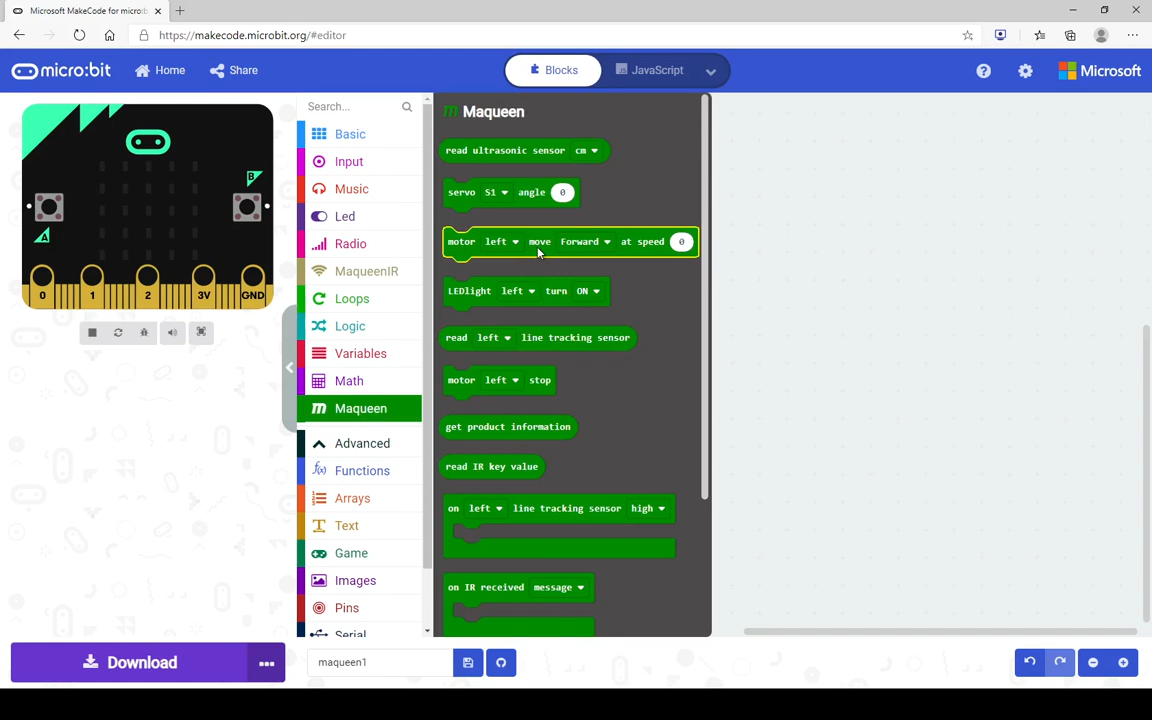 Microsoft MakeCode for micro:b
https://makecode.microbit.org/#editor
micro:bit
Home
Share
Blocks
JavaScript
Microsoft
B
A
0
1
2
3V
GND
Search...
Basic
Input
Music
Led
Radio
MaqueenIR
Loops
Logic
Variables
Math
Maqueen
Advanced
Functions
Arrays
Text
Game
Images
Pins
Serial
Maqueen
read ultrasonic sensor cm
servo S1 angle 0
motor left move Forward at speed 0
LEDlight left turn ON
read left line tracking sensor
motor left stop
get product information
read IR key value
on left line tracking sensor high
on IR received message
Download
maqueen1